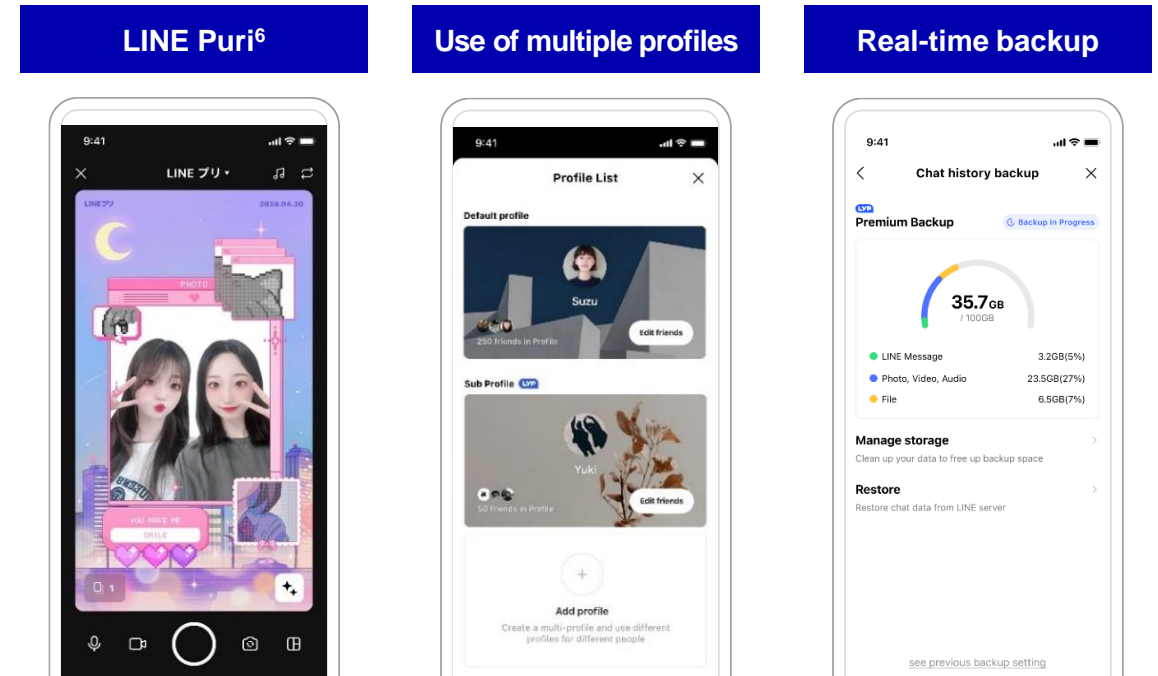 LINE Puri6
Use of multiple profiles
Real-time backup
9:41
LINE プリ
LINEプリ
2024.04.30
PHOTO
YOU MAKE ME
SMILE
1
9:41
Profile List
Default profile
Suzu
250 friends in Profile
Edit friends
Sub Profile LYP
Yuki
50 friends in Profile
Edit friends
Add profile
Create a multi-profile and use different
profiles for different people
9:41
Chat history backup
LYP
Premium Backup
Backup in Progress
35.7GB
/ 100GB
LINE Message 3.2GB(5%)
Photo, Video, Audio 23.5GB(27%)
File 6.5GB(7%)
Manage storage
Clean up your data to free up backup space
Restore
Restore chat data from LINE server
see previous backup setting